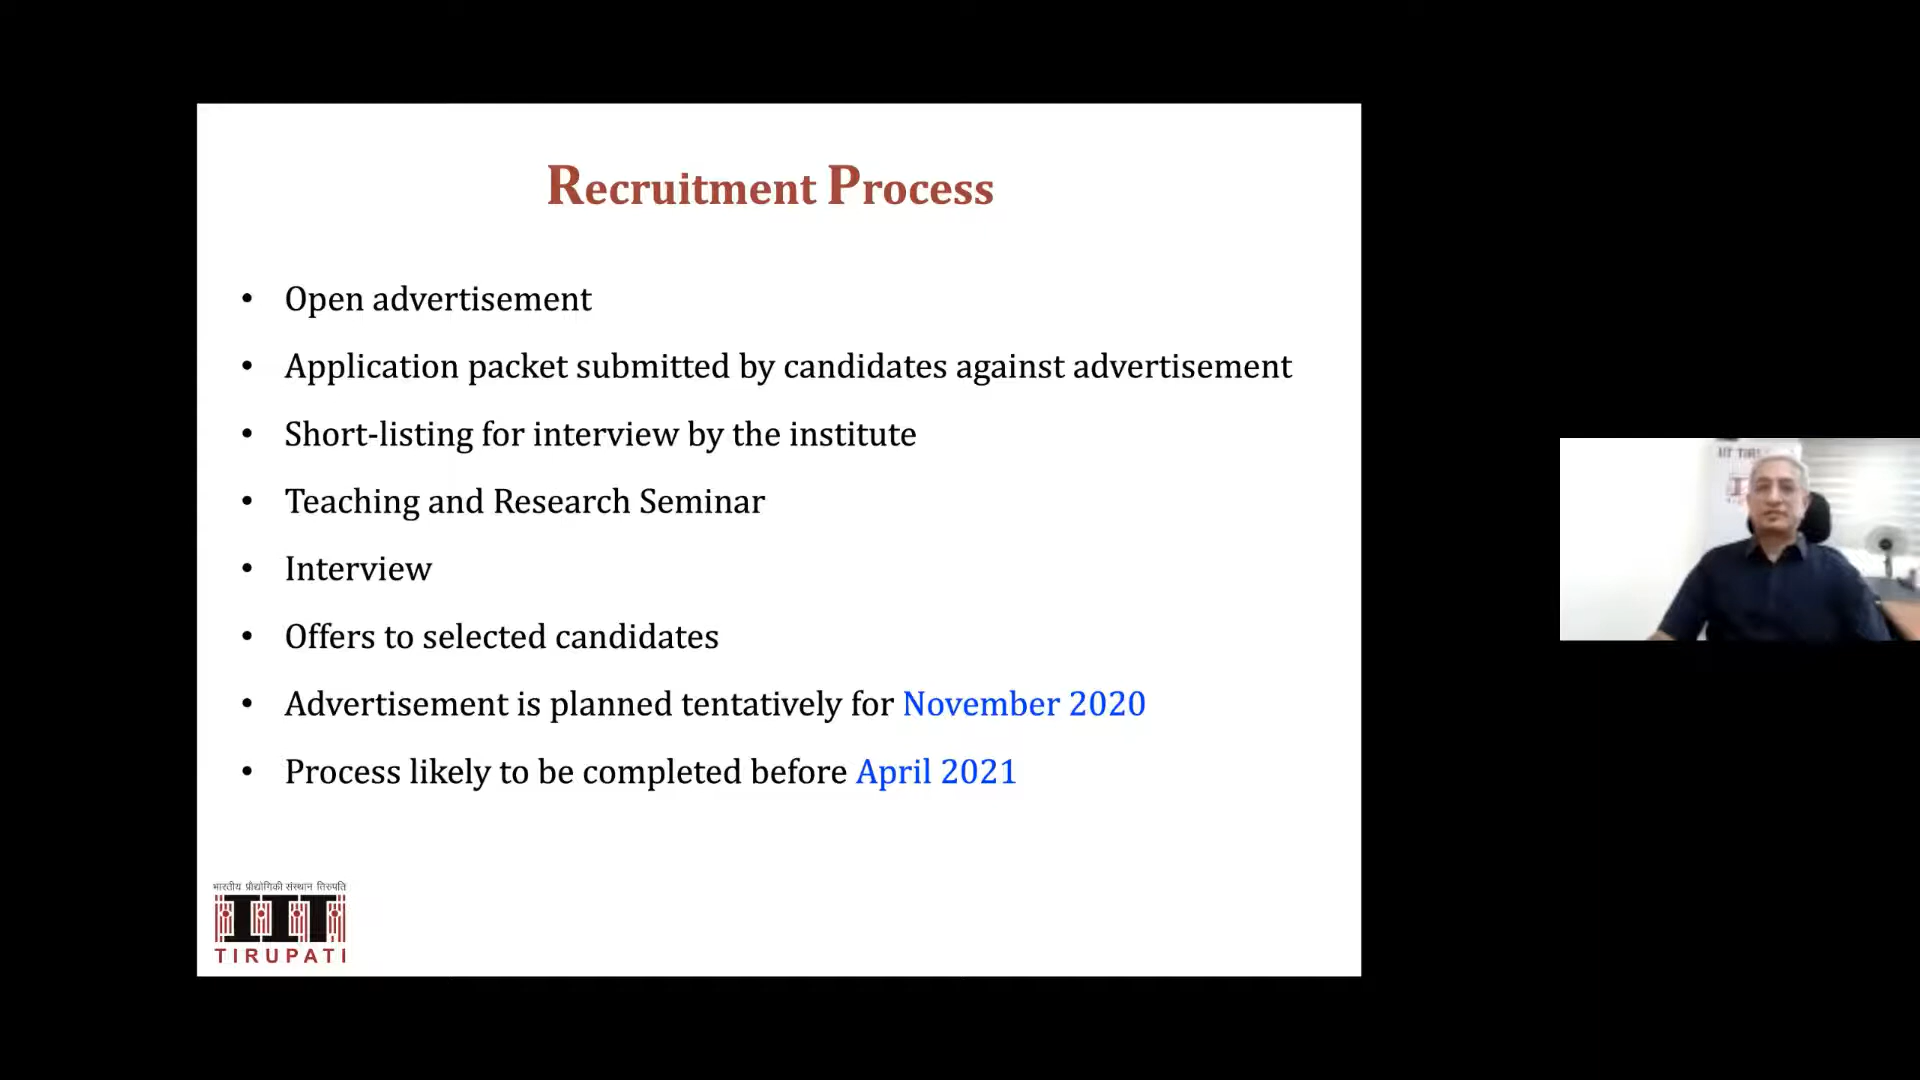 Recruitment Process
• Open advertisement
• Application packet submitted by candidates against advertisement
• Short-listing for interview by the institute
• Teaching and Research Seminar
• Interview
• Offers to selected candidates
• Advertisement is planned tentatively for November 2020
• Process likely to be completed before April 2021
भारतीय प्रौद्योगिकी संस्थान तिरुपति
IIT
TIRUPATI
IIT